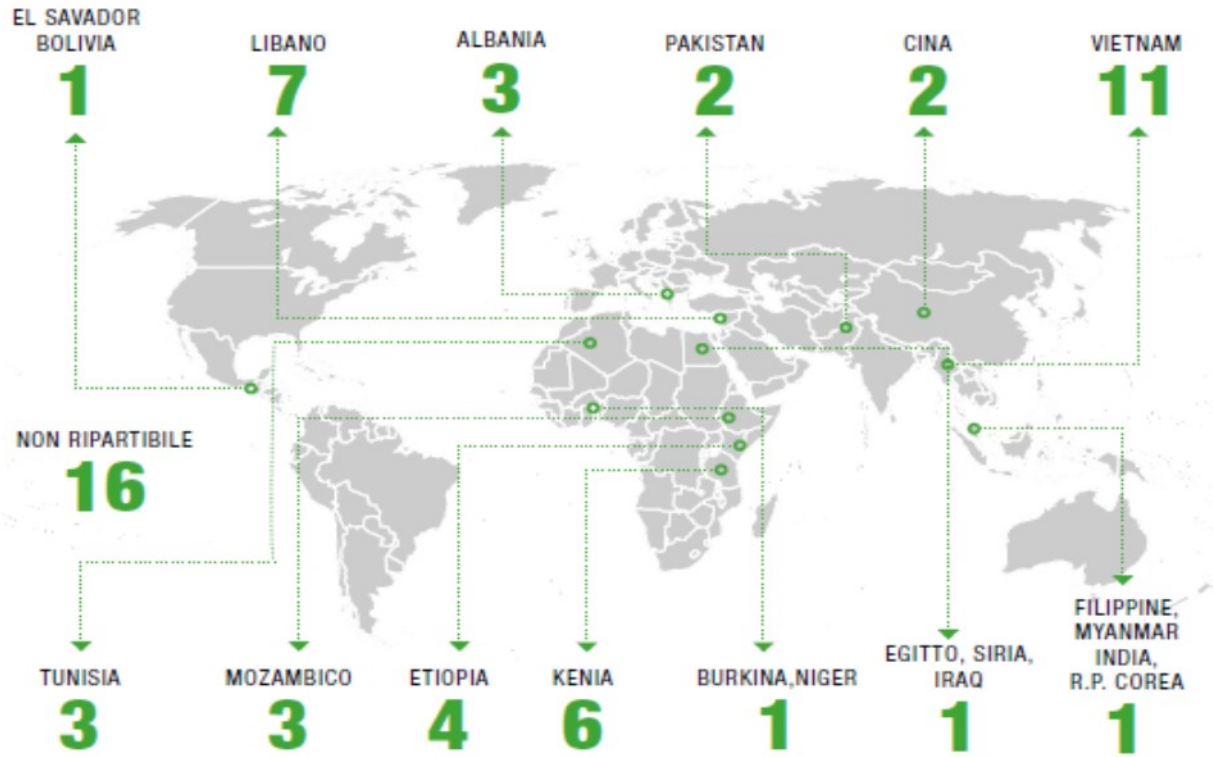 EL SAVADOR
BOLIVIA
1
LIBANO
7
ALBANIA
3
PAKISTAN
2
CINA
2
VIETNAM
11
NON RIPARTIBILE
16
TUNISIA
3
MOZAMBICO
3
ETIOPIA
4
KENIA
6
BURKINA,NIGER
1
EGITTO, SIRIA,
IRAQ
1
FILIPPINE,
MYANMAR
INDIA,
R.P. COREA
1